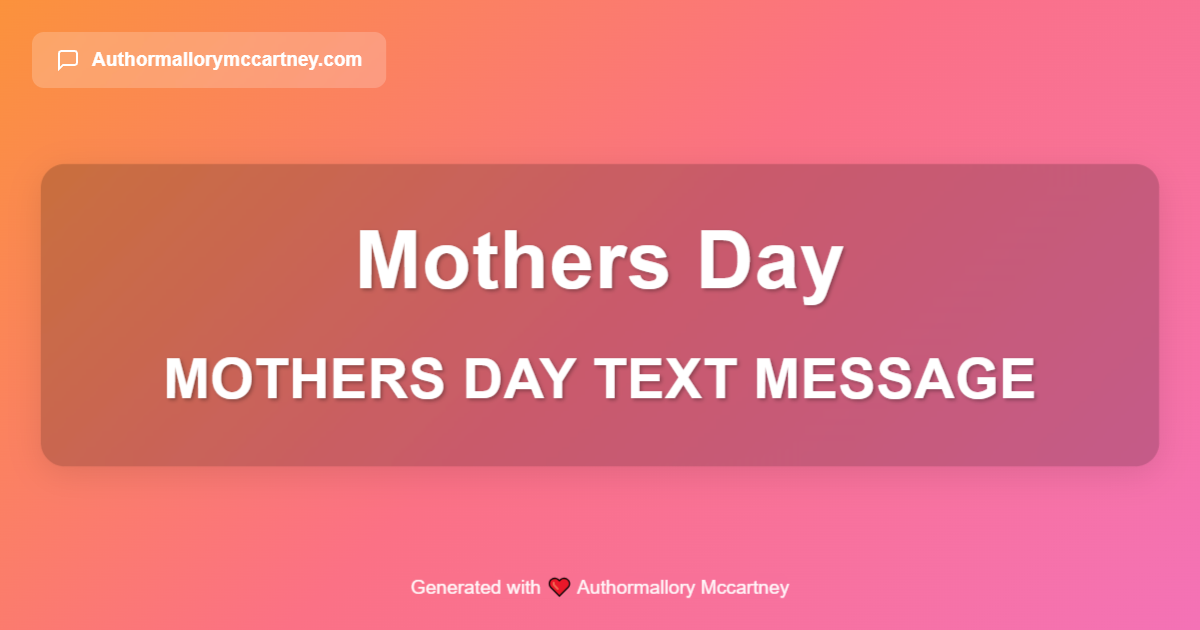 Authormallorymccartney.com
Mothers Day
MOTHERS DAY TEXT MESSAGE
Generated with ❤ Authormallory Mccartney